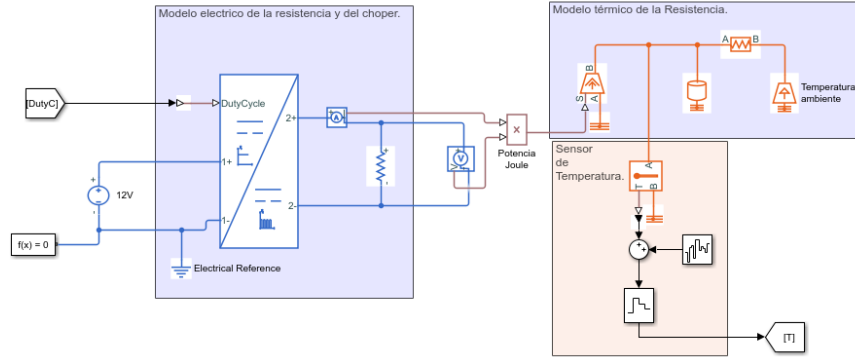 Modelo electrico de la resistencia y del choper.
Modelo térmico de la Resistencia.
B
A B
S
A
Temperatura
ambiente
[DutyC]
DutyCycle
2+
A
x
Potencia
Joule
V
V
+
-
1+
+
12V
-
2-
1-
f(x) = 0
Electrical Reference
Sensor
de
Temperatura.
A
T
B
+
+
[T]